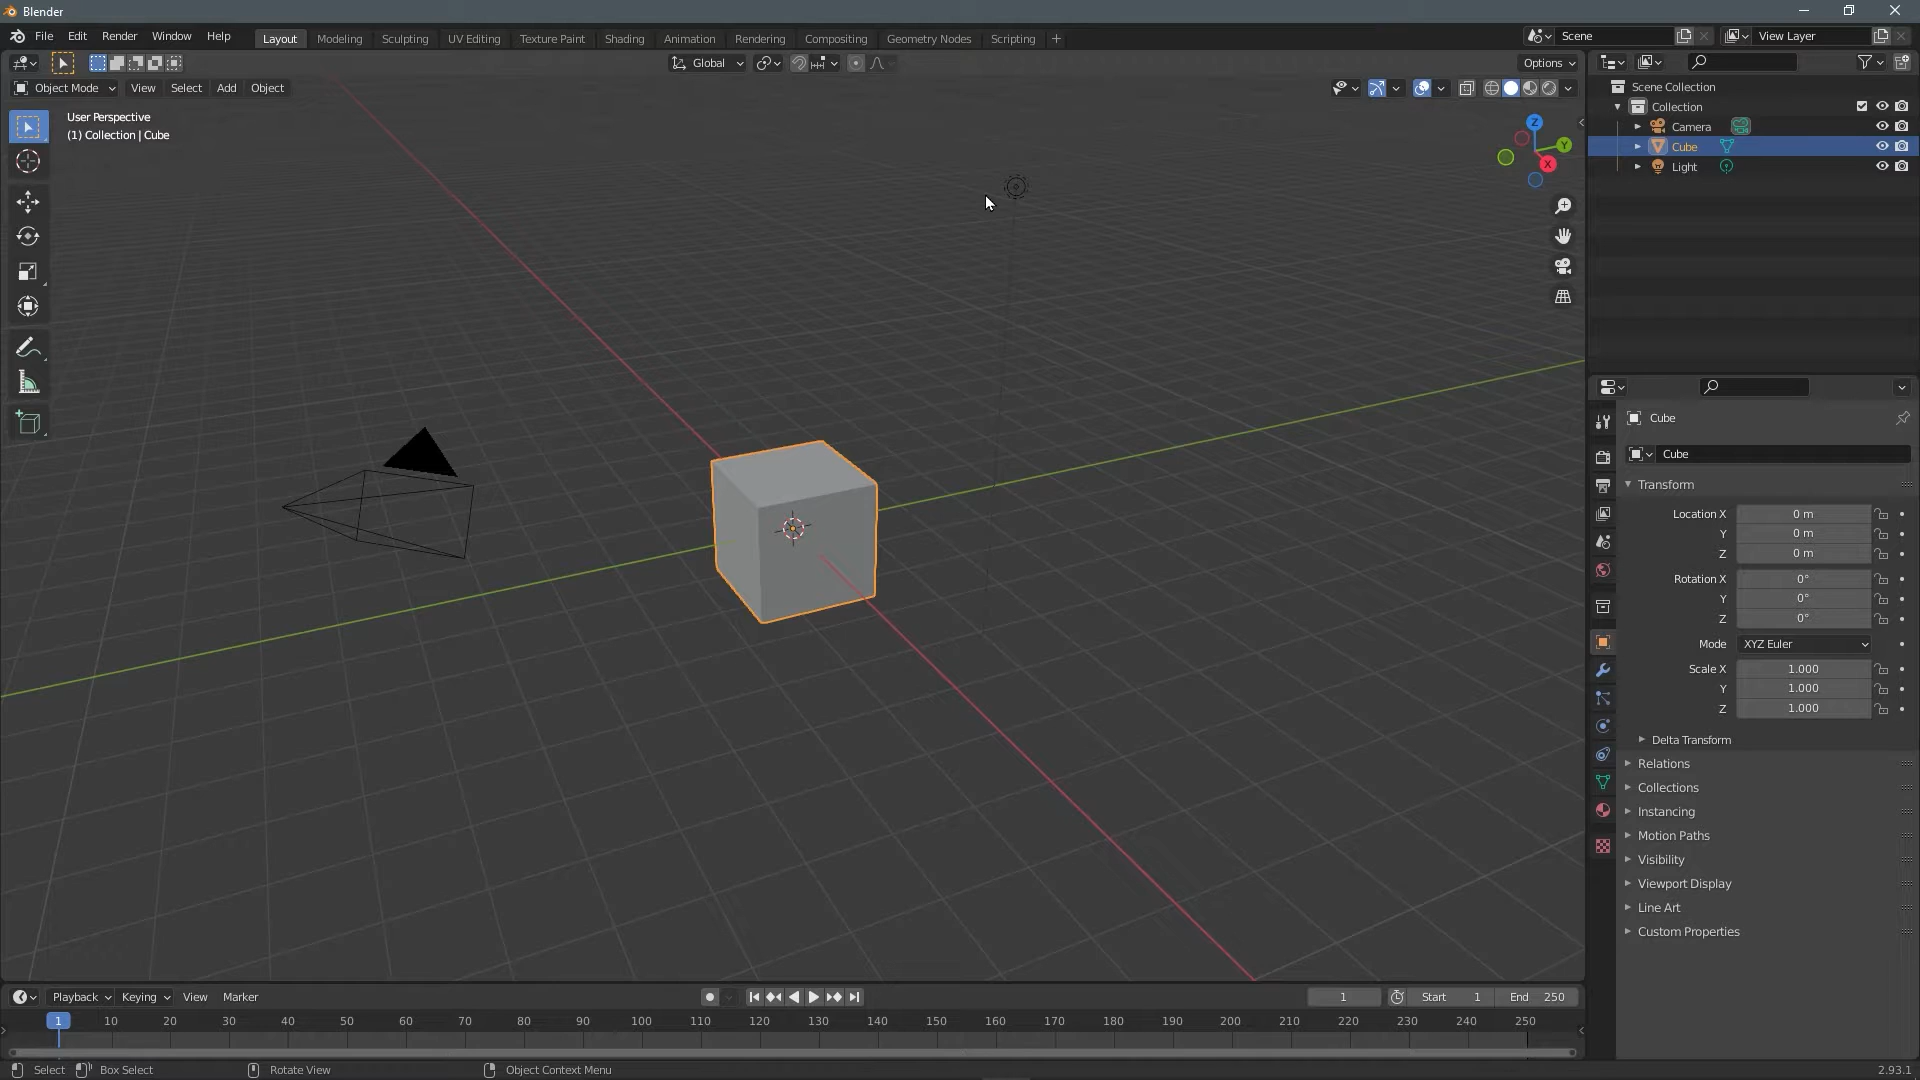 Blender
File Edit Render Window Help
Layout Modeling Sculpting UV Editing Texture Paint Shading Animation Rendering Compositing Geometry Nodes Scripting +
Scene View Layer
Global Options
Object Mode View Select Add Object
User Perspective
(1) Collection | Cube
Z
Y
X
Scene Collection
Collection
Camera
Cube
Light
Cube
Cube
Transform
Location X 0 m
Y 0 m
Z 0 m
Rotation X 0°
Y 0°
Z 0°
Mode XYZ Euler
Scale X 1.000
Y 1.000
Z 1.000
Delta Transform
Relations
Collections
Instancing
Motion Paths
Visibility
Viewport Display
Line Art
Custom Properties
Playback Keying View Marker 1 Start 1 End 250
1 10 20 30 40 50 60 70 80 90 100 110 120 130 140 150 160 170 180 190 200 210 220 230 240 250
Select Box Select Rotate View Object Context Menu 2.93.1